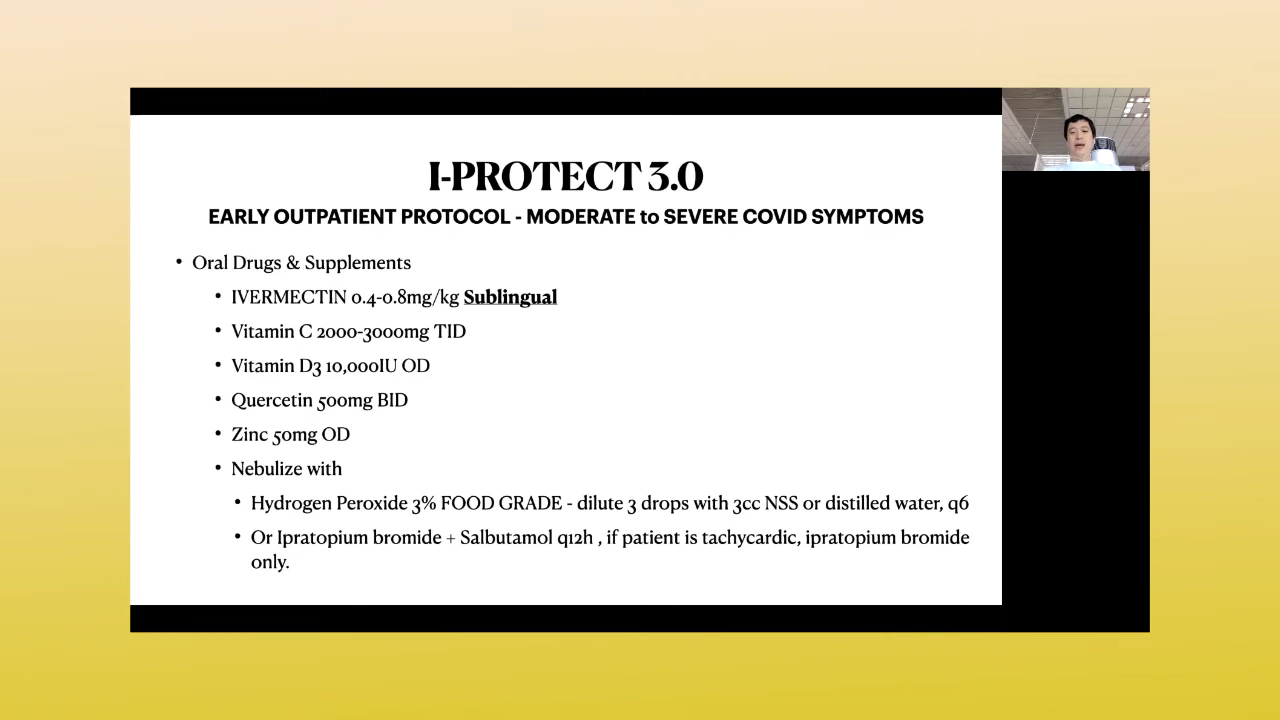 I-PROTECT 3.0
EARLY OUTPATIENT PROTOCOL - MODERATE to SEVERE COVID SYMPTOMS
• Oral Drugs & Supplements
• IVERMECTIN 0.4-0.8mg/kg Sublingual
• Vitamin C 2000-3000mg TID
• Vitamin D3 10,000IU OD
• Quercetin 500mg BID
• Zinc 50mg OD
• Nebulize with
• Hydrogen Peroxide 3% FOOD GRADE - dilute 3 drops with 3cc NSS or distilled water, q6
• Or Ipratopium bromide + Salbutamol q12h , if patient is tachycardic, ipratopium bromide
only.